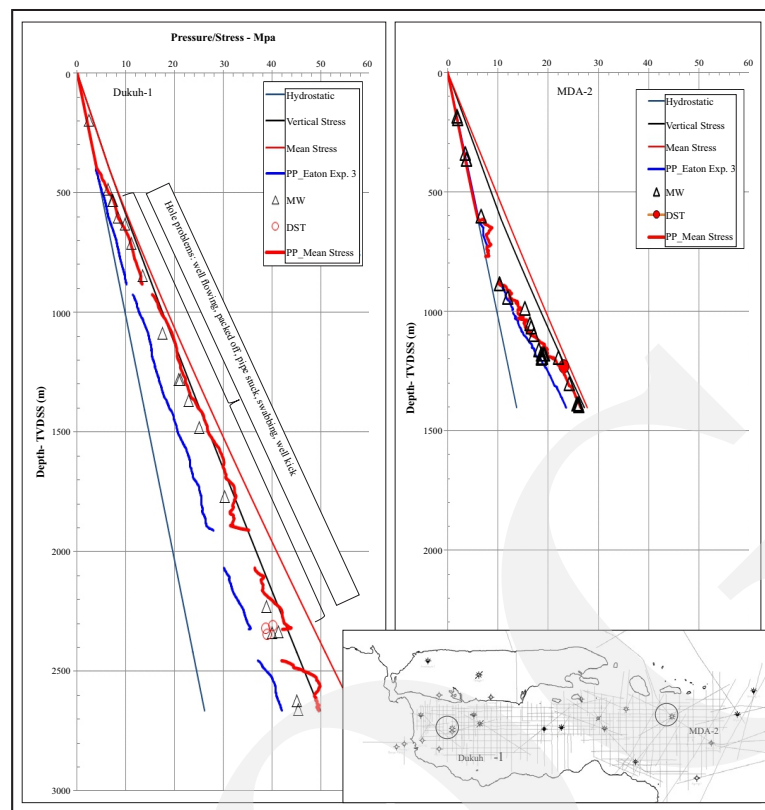 Pressure/Stress - Mpa
0 10 20 30 40 50 60
0
500
1000
1500
2000
2500
3000
Depth- TVDSS (m)
Dukuh-1
Hydrostatic
Vertical Stress
Mean Stress
PP_Eaton Exp. 3
MW
DST
PP_Mean Stress
Hole problems: well flowing, packed off, pipe stuck, swabbing, well kick
0 10 20 30 40 50 60
0
500
1000
1500
2000
Depth- TVDSS (m)
MDA-2
Hydrostatic
Vertical Stress
Mean Stress
PP_Eaton Exp. 3
MW
DST
PP_Mean Stress
Dukuh -1
MDA-2